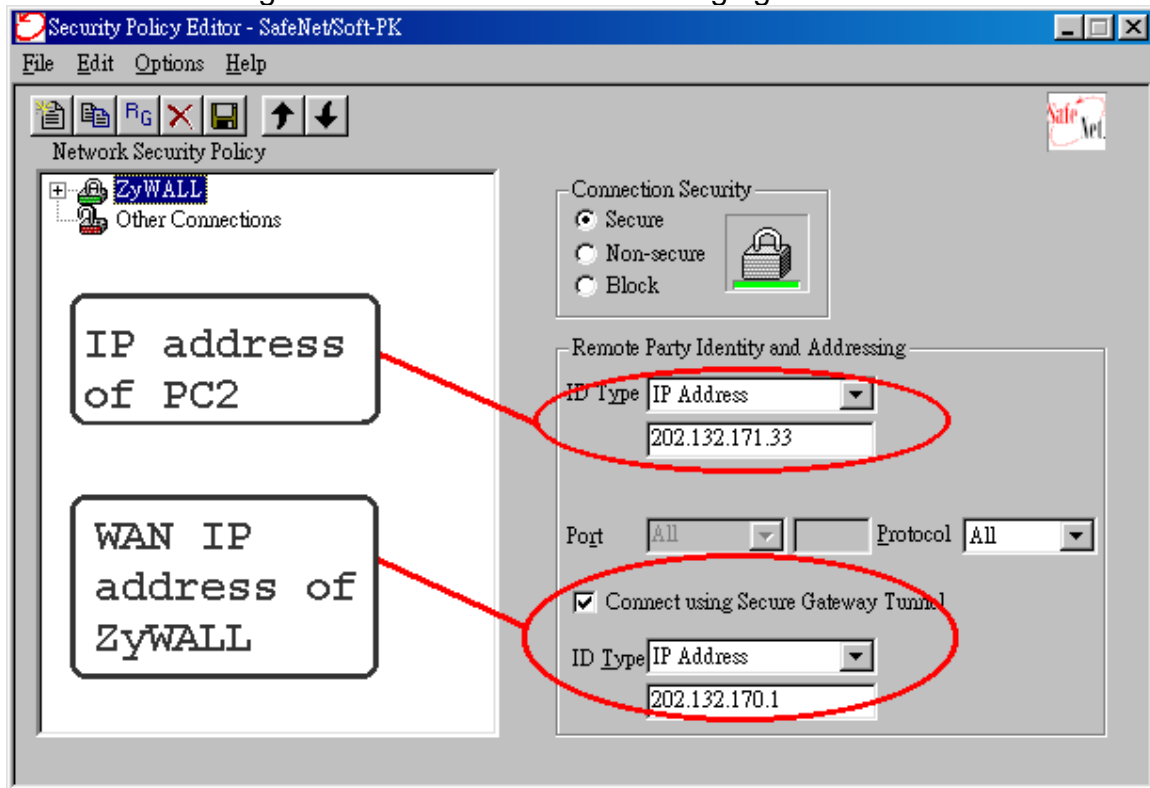 Security Policy Editor - SafeNet/Soft-PK
File Edit Options Help
RG
Safe Net.
Network Security Policy
ZyWALL
Other Connections
Connection Security
Secure
Non-secure
Block
IP address
of PC2
Remote Party Identity and Addressing
ID Type IP Address
202.132.171.33
WAN IP
address of
ZyWALL
Port All Protocol All
Connect using Secure Gateway Tunnel
ID Type IP Address
202.132.170.1